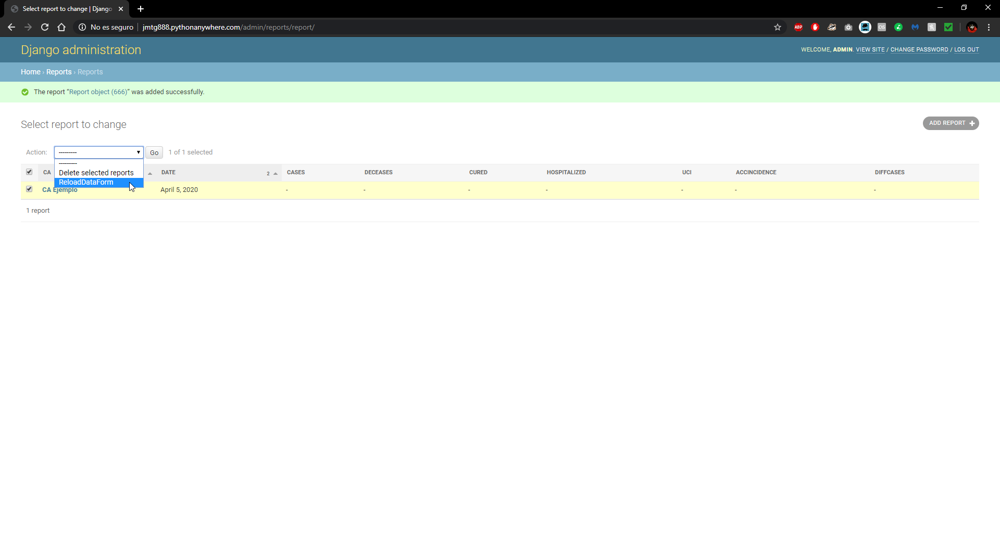 Select report to change | Django
No es seguro
jmtg888.pythonanywhere.com/admin/reports/report/
ABP
Django administration
WELCOME, ADMIN. VIEW SITE / CHANGE PASSWORD / LOG OUT
Home › Reports › Reports
The report “Report object (666)” was added successfully.
Select report to change
ADD REPORT
Action:
---------
Go
1 of 1 selected
---------
Delete selected reports
ReloadDataForm
CA
DATE
2
CASES
DECEASES
CURED
HOSPITALIZED
UCI
ACCINCIDENCE
DIFFCASES
CA Ejemplo
April 5, 2020
-
-
-
-
-
-
-
1 report